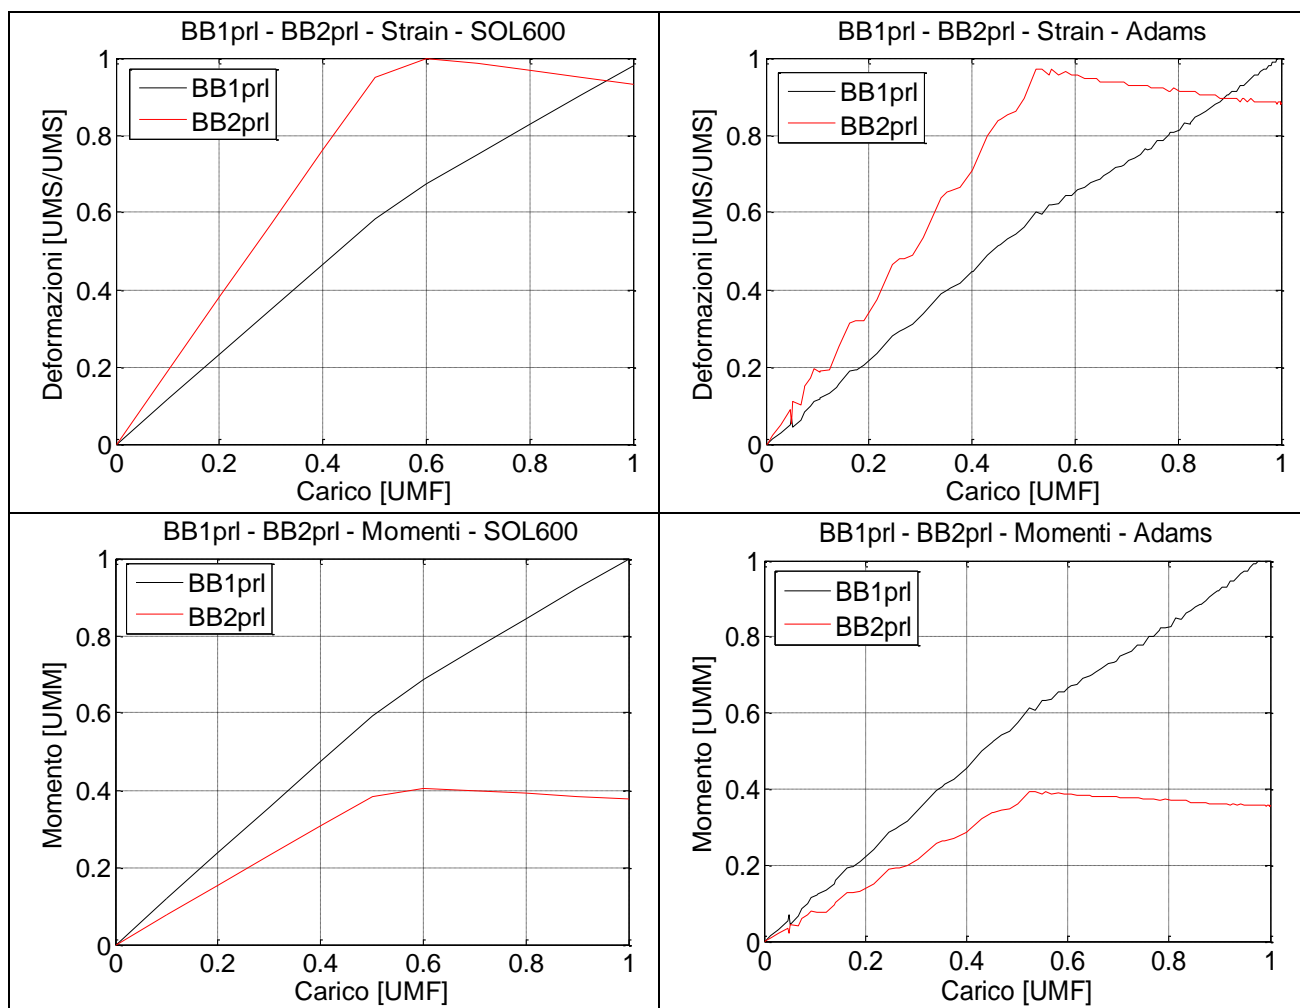 BB1prl - BB2prl - Strain - SOL600
1
0.8
0.6
0.4
0.2
0
BB1prl
BB2prl
Deformazioni [UMS/UMS]
0 0.2 0.4 0.6 0.8 1
Carico [UMF]
BB1prl - BB2prl - Strain - Adams
1
0.8
0.6
0.4
0.2
0
BB1prl
BB2prl
Deformazioni [UMS/UMS]
0 0.2 0.4 0.6 0.8 1
Carico [UMF]
BB1prl - BB2prl - Momenti - SOL600
1
0.8
0.6
0.4
0.2
0
BB1prl
BB2prl
Momento [UMM]
0 0.2 0.4 0.6 0.8 1
Carico [UMF]
BB1prl - BB2prl - Momenti - Adams
1
0.8
0.6
0.4
0.2
0
BB1prl
BB2prl
Momento [UMM]
0 0.2 0.4 0.6 0.8 1
Carico [UMF]